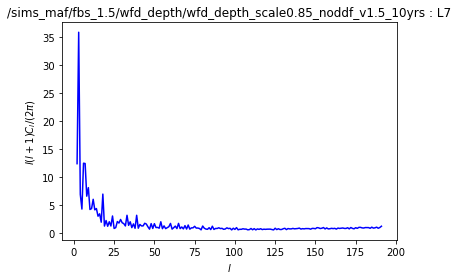 /sims_maf/fbs_1.5/wfd_depth/wfd_depth_scale0.85_noddf_v1.5_10yrs : L7
35
30
25
20
15
10
5
0
l(l + 1)C_l/(2π)
0 25 50 75 100 125 150 175 200
l